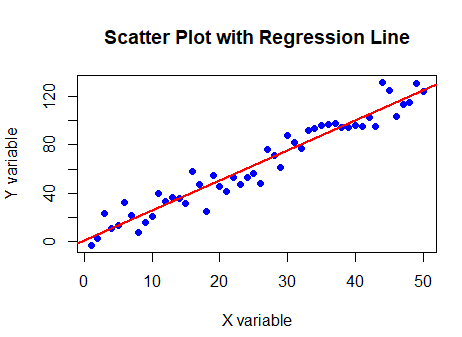 Scatter Plot with Regression Line
120
80
40
0
Y variable
0 10 20 30 40 50
X variable